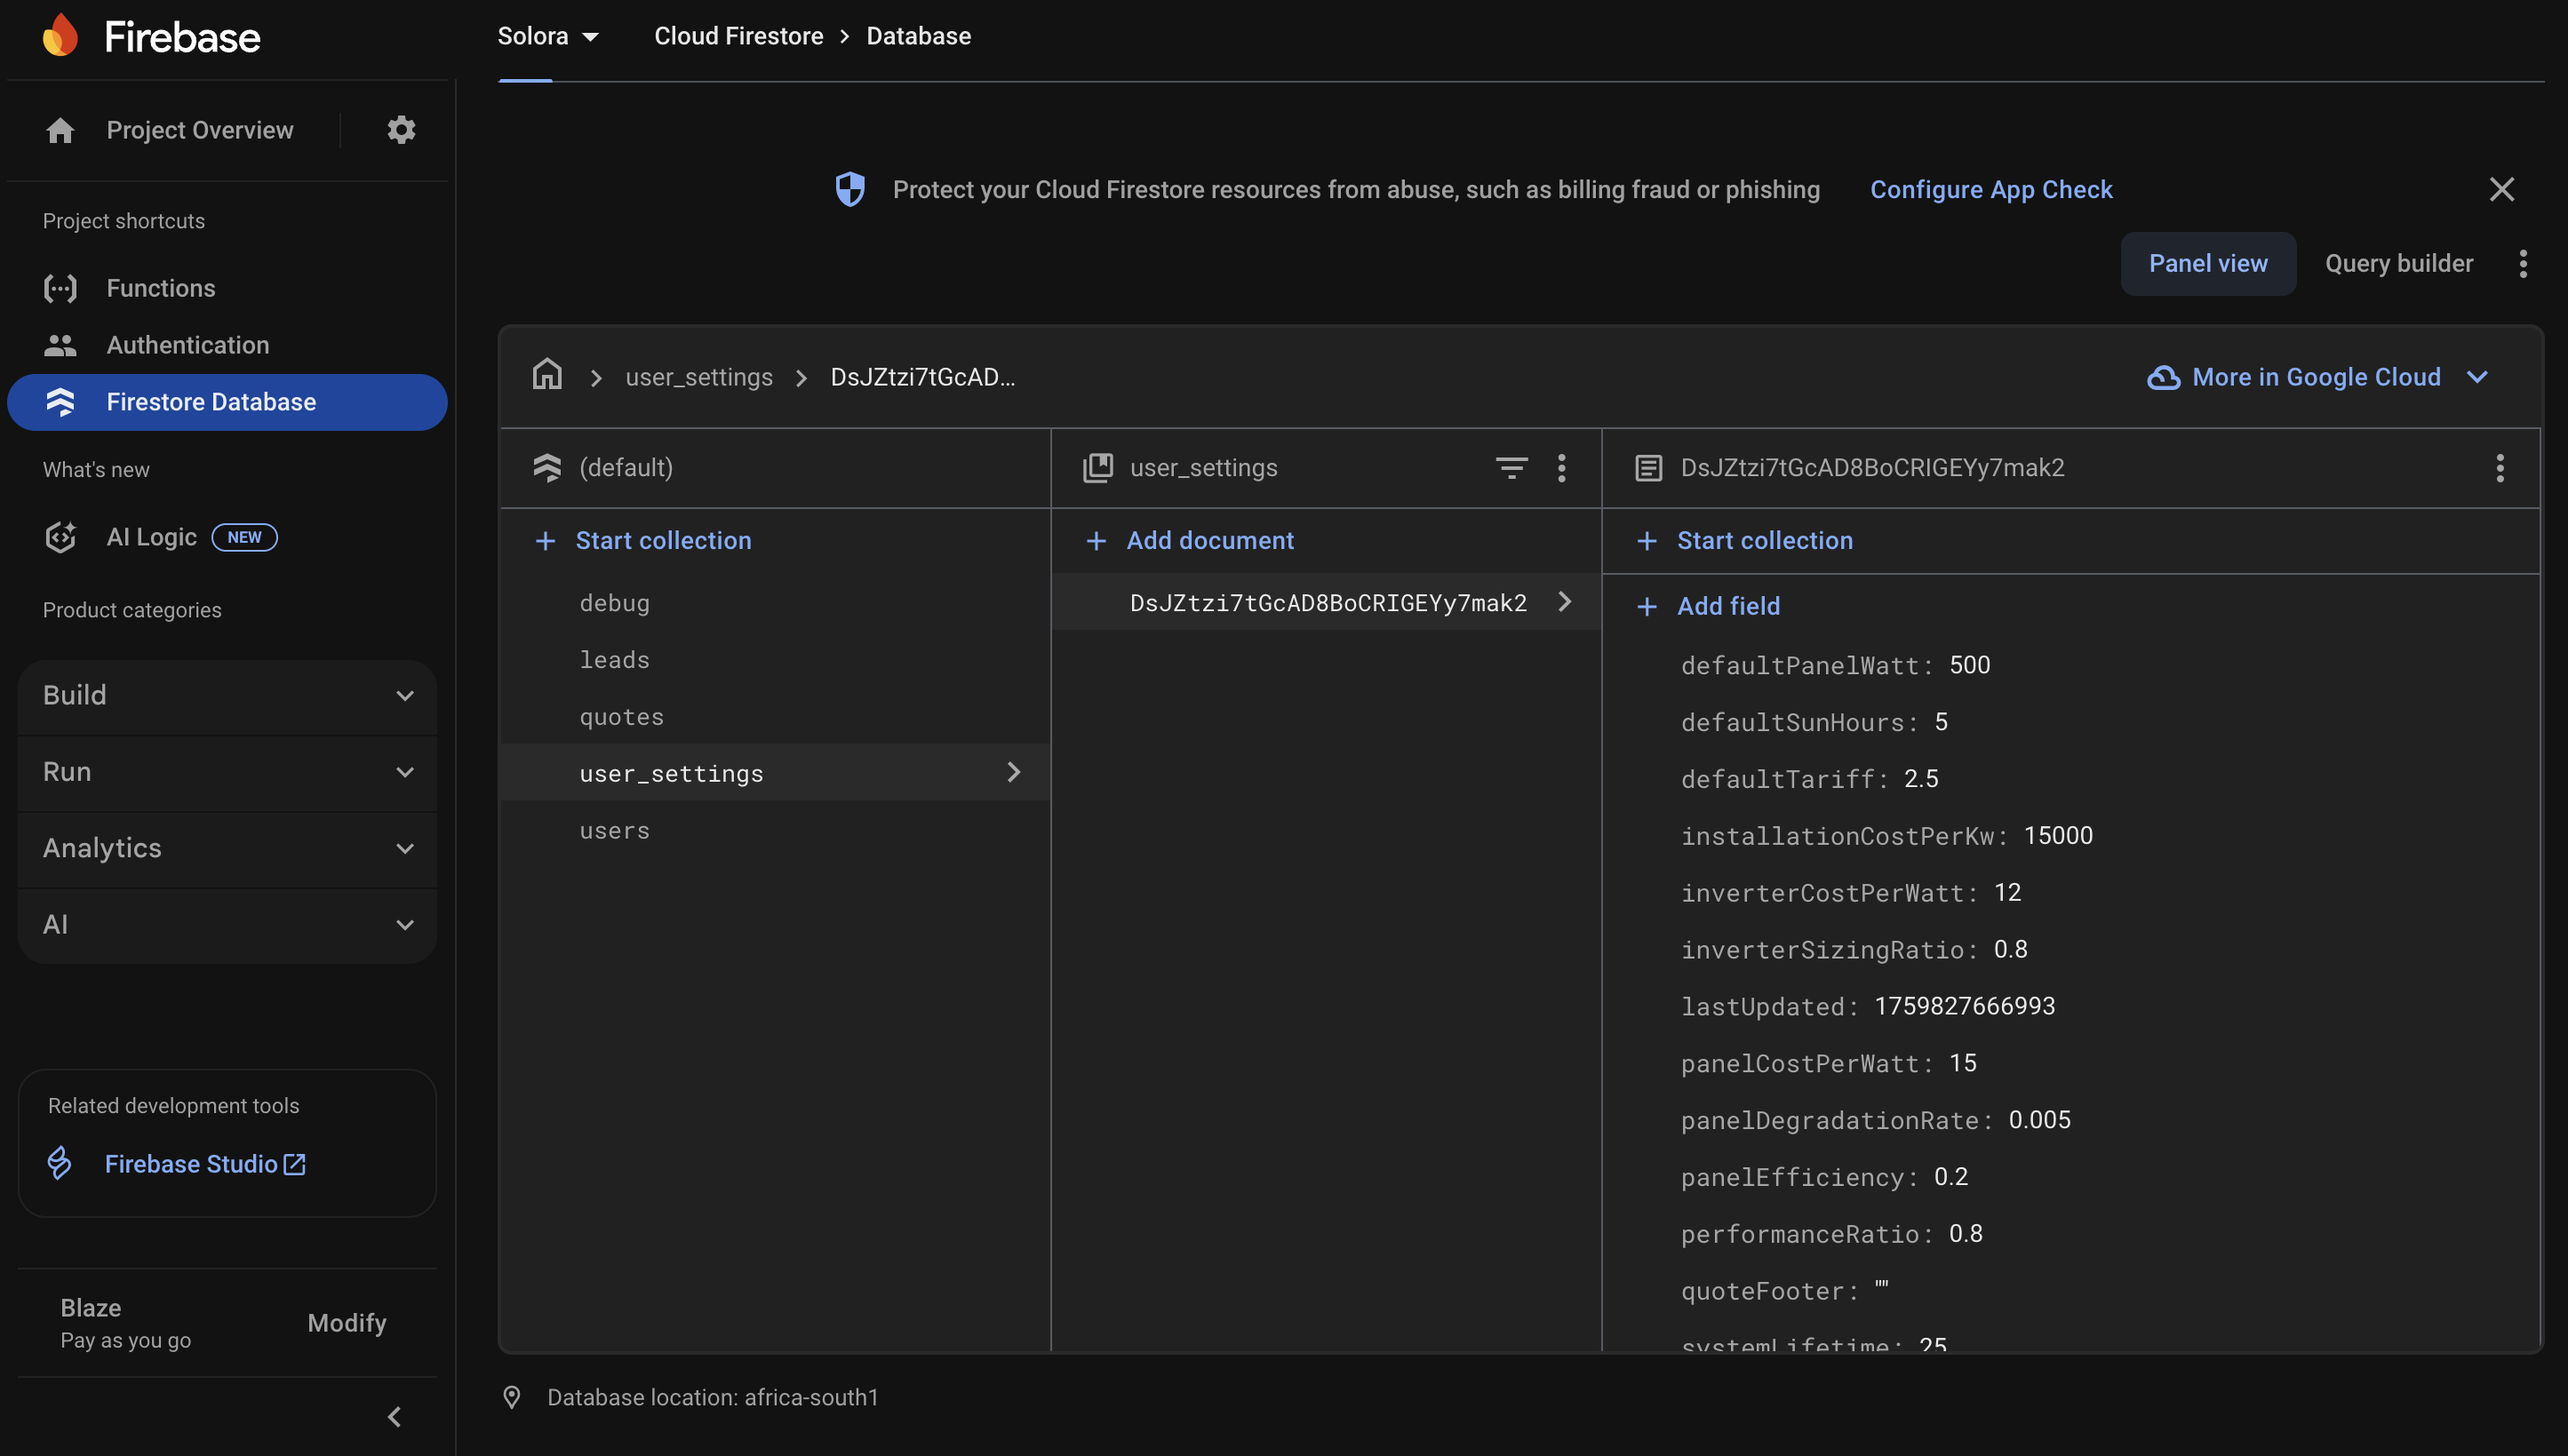 Firebase
Solora
Cloud Firestore
Database
Project Overview
Project shortcuts
Functions
Authentication
Firestore Database
What's new
AI Logic
NEW
Product categories
Build
Run
Analytics
AI
Related development tools
Firebase Studio
Blaze
Pay as you go
Modify
Protect your Cloud Firestore resources from abuse, such as billing fraud or phishing
Configure App Check
Panel view
Query builder
user_settings
DsJZtzi7tGcAD...
More in Google Cloud
(default)
Start collection
debug
leads
quotes
user_settings
users
user_settings
Add document
DsJZtzi7tGcAD8BoCRIGEYy7mak2
DsJZtzi7tGcAD8BoCRIGEYy7mak2
Start collection
Add field
defaultPanelWatt: 500
defaultSunHours: 5
defaultTariff: 2.5
installationCostPerKw: 15000
inverterCostPerWatt: 12
inverterSizingRatio: 0.8
lastUpdated: 1759827666993
panelCostPerWatt: 15
panelDegradationRate: 0.005
panelEfficiency: 0.2
performanceRatio: 0.8
quoteFooter: ""
systemLifetime: 25
Database location: africa-south1